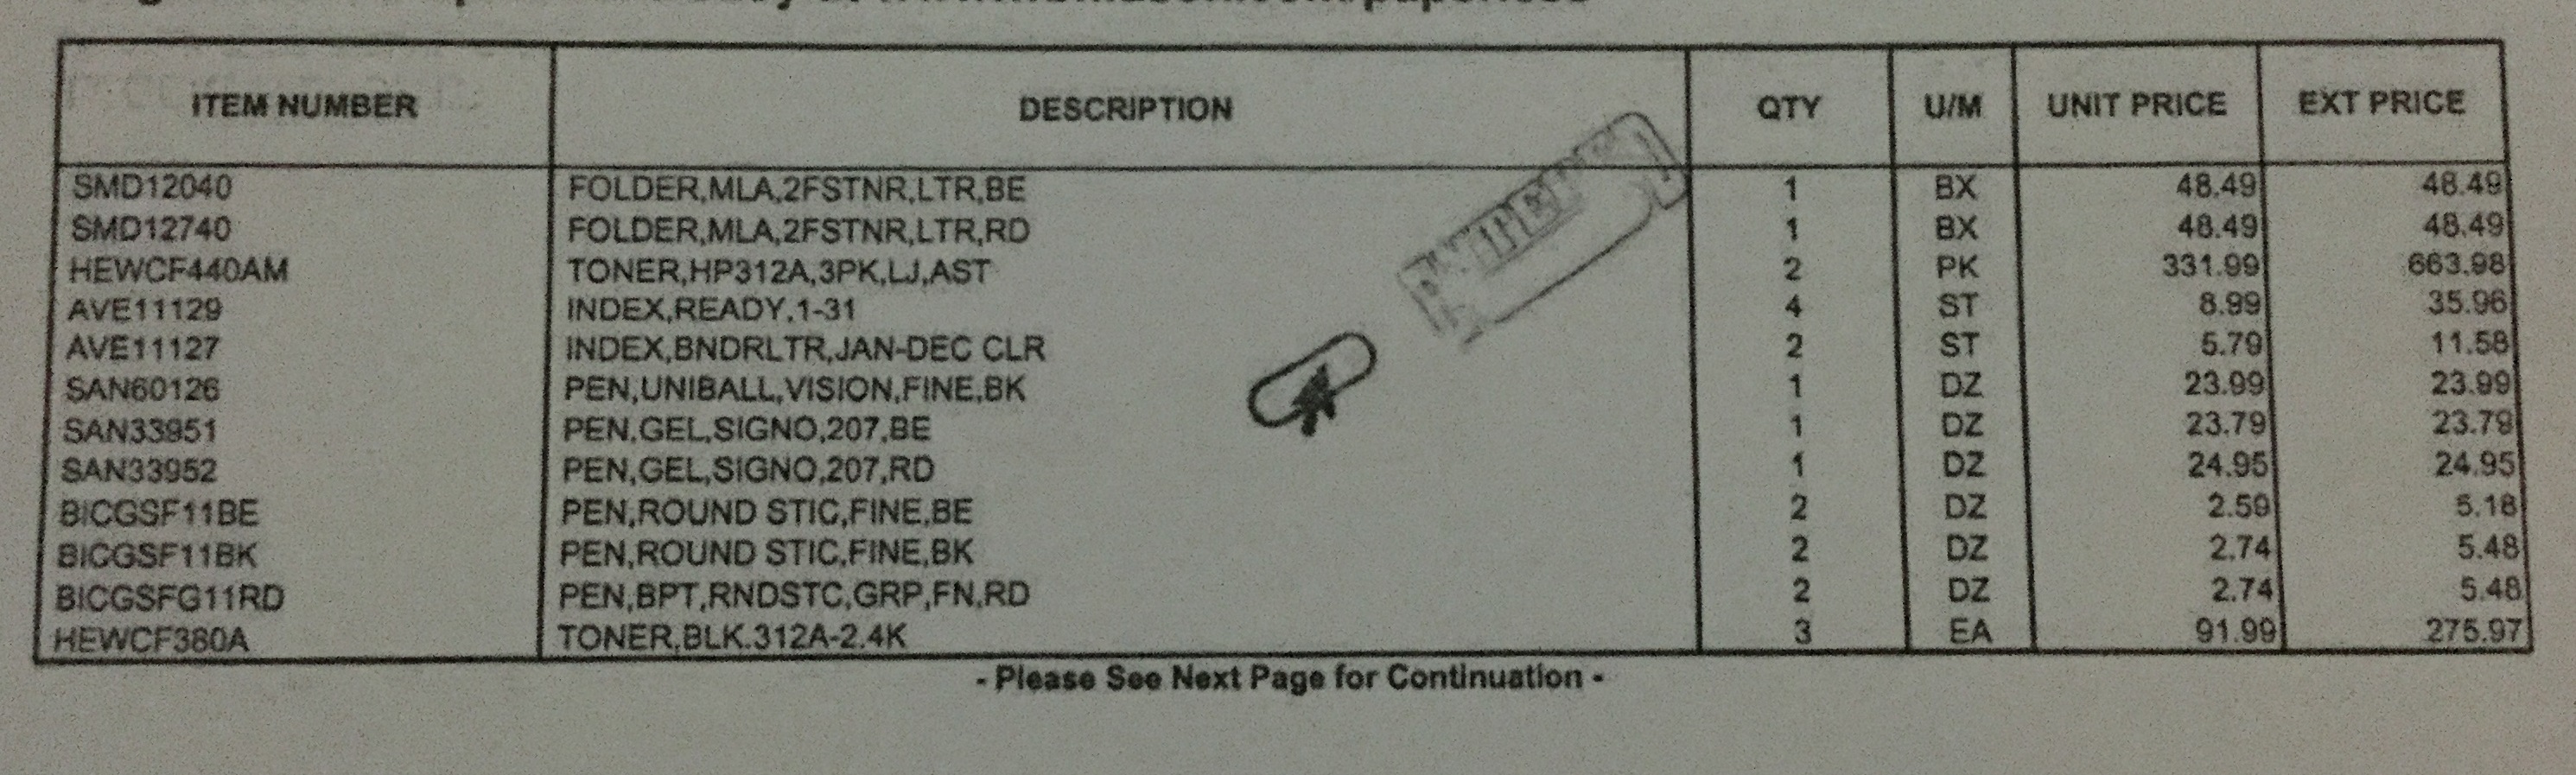 ITEM NUMBER DESCRIPTION QTY U/M UNIT PRICE EXT PRICE
SMD12040 FOLDER,MLA,2FSTNR,LTR,BE 1 BX 48.49 48.49
SMD12740 FOLDER,MLA,2FSTNR,LTR,RD 1 BX 48.49 48.49
HEWCF440AM TONER,HP312A,3PK,LJ,AST 2 PK 331.99 663.98
AVE11129 INDEX,READY,1-31 4 ST 8.99 35.96
AVE11127 INDEX,BNDRLTR,JAN-DEC CLR 2 ST 5.79 11.58
SAN60126 PEN,UNIBALL,VISION,FINE,BK 1 DZ 23.99 23.99
SAN33951 PEN,GEL,SIGNO,207,BE 1 DZ 23.79 23.79
SAN33952 PEN,GEL,SIGNO,207,RD 1 DZ 24.95 24.95
BICGSF11BE PEN,ROUND STIC,FINE,BE 2 DZ 2.59 5.18
BICGSF11BK PEN,ROUND STIC,FINE,BK 2 DZ 2.74 5.48
BICGSFG11RD PEN,BPT,RNDSTC,GRP,FN,RD 2 DZ 2.74 5.48
HEWCF380A TONER,BLK.312A-2.4K 3 EA 91.99 275.97
- Please See Next Page for Continuation -